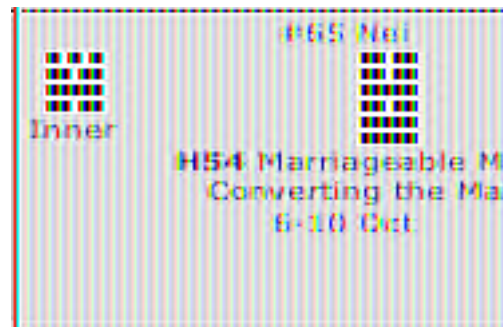 #65 Nei
Inner
H54 Marriageable M
Converting the Ma
6-10 Oct